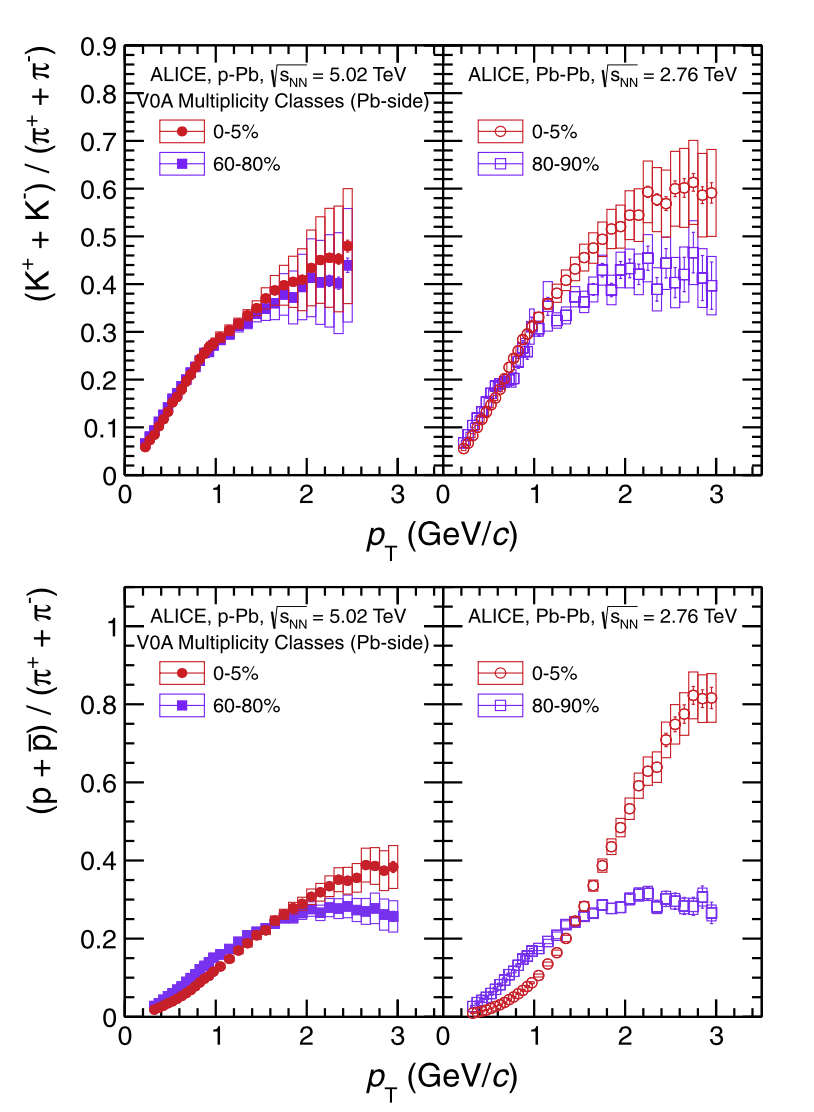 (K⁺ + K⁻) / (π⁺ + π⁻)
0.9
0.8
0.7
0.6
0.5
0.4
0.3
0.2
0.1
0
ALICE, p-Pb, √sNN = 5.02 TeV
V0A Multiplicity Classes (Pb-side)
0-5%
60-80%
ALICE, Pb-Pb, √sNN = 2.76 TeV
0-5%
80-90%
0 1 2 3
0 1 2 3
pT (GeV/c)
(p + p̅) / (π⁺ + π⁻)
1
0.8
0.6
0.4
0.2
0
ALICE, p-Pb, √sNN = 5.02 TeV
V0A Multiplicity Classes (Pb-side)
0-5%
60-80%
ALICE, Pb-Pb, √sNN = 2.76 TeV
0-5%
80-90%
0 1 2 3
0 1 2 3
pT (GeV/c)